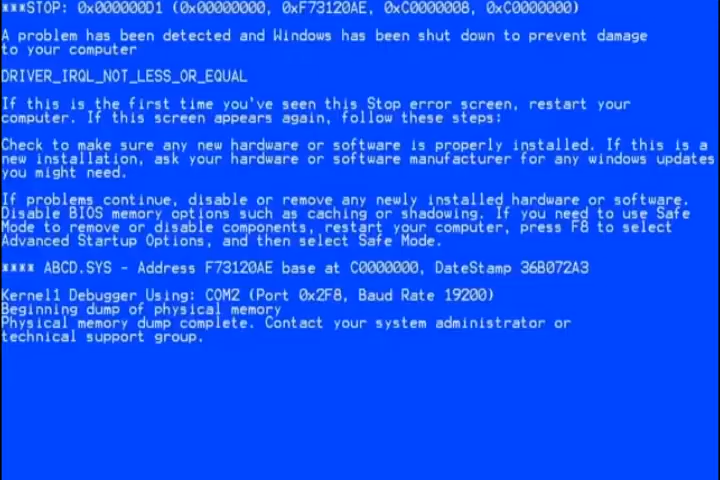 ***STOP: 0x000000D1 (0x00000000, 0xF73120AE, 0xC0000008, 0xC0000000)
A problem has been detected and Windows has been shut down to prevent damage
to your computer
DRIVER_IRQL_NOT_LESS_OR_EQUAL
If this is the first time you've seen this Stop error screen, restart your
computer. If this screen appears again, follow these steps:
Check to make sure any new hardware or software is properly installed. If this is a
new installation, ask your hardware or software manufacturer for any windows updates
you might need.
If problems continue, disable or remove any newly installed hardware or software.
Disable BIOS memory options such as caching or shadowing. If you need to use Safe
Mode to remove or disable components, restart your computer, press F8 to select
Advanced Startup Options, and then select Safe Mode.
**** ABCD.SYS - Address F73120AE base at C0000000, DateStamp 36B072A3
Kernel1 Debugger Using: COM2 (Port 0x2F8, Baud Rate 19200)
Beginning dump of physical memory
Physical memory dump complete. Contact your system administrator or
technical support group.